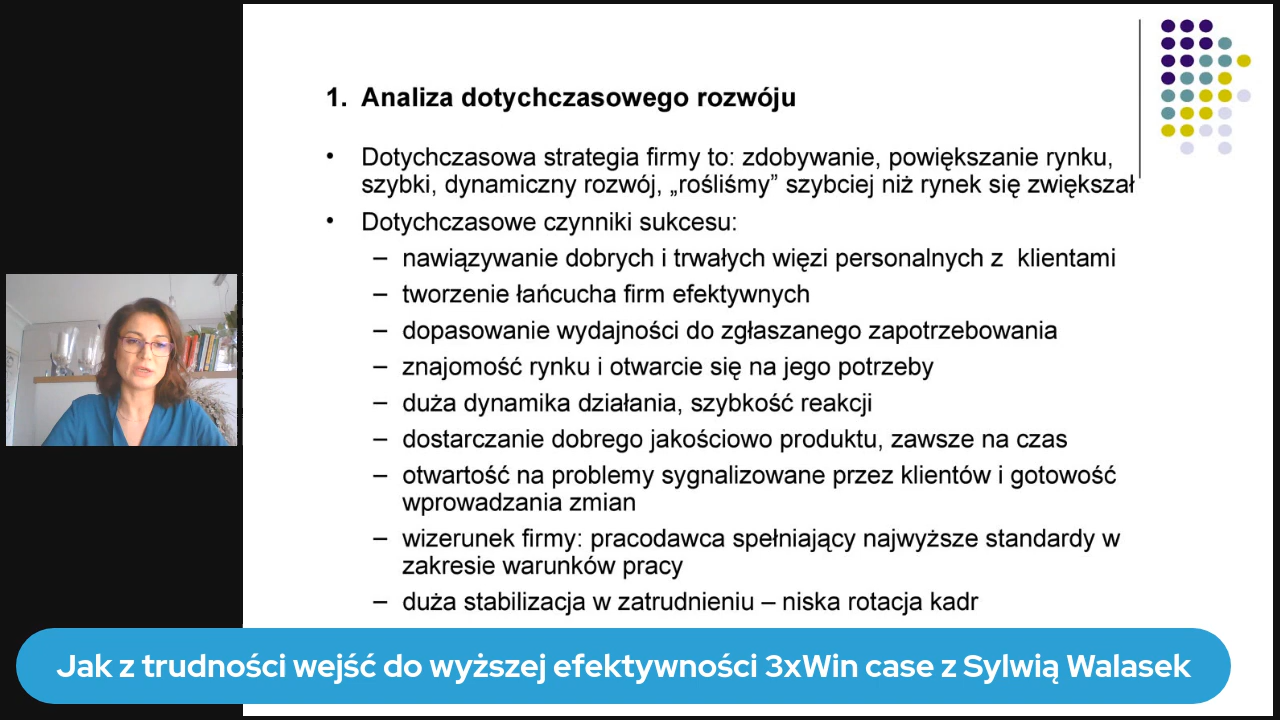 1. Analiza dotychczasowego rozwóju
• Dotychczasowa strategia firmy to: zdobywanie, powiększanie rynku,
szybki, dynamiczny rozwój, „rośliśmy” szybciej niż rynek się zwiększał
• Dotychczasowe czynniki sukcesu:
– nawiązywanie dobrych i trwałych więzi personalnych z klientami
– tworzenie łańcucha firm efektywnych
– dopasowanie wydajności do zgłaszanego zapotrzebowania
– znajomość rynku i otwarcie się na jego potrzeby
– duża dynamika działania, szybkość reakcji
– dostarczanie dobrego jakościowo produktu, zawsze na czas
– otwartość na problemy sygnalizowane przez klientów i gotowość
wprowadzania zmian
– wizerunek firmy: pracodawca spełniający najwyższe standardy w
zakresie warunków pracy
– duża stabilizacja w zatrudnieniu – niska rotacja kadr
Jak z trudności wejść do wyższej efektywności 3xWin case z Sylwią Walasek